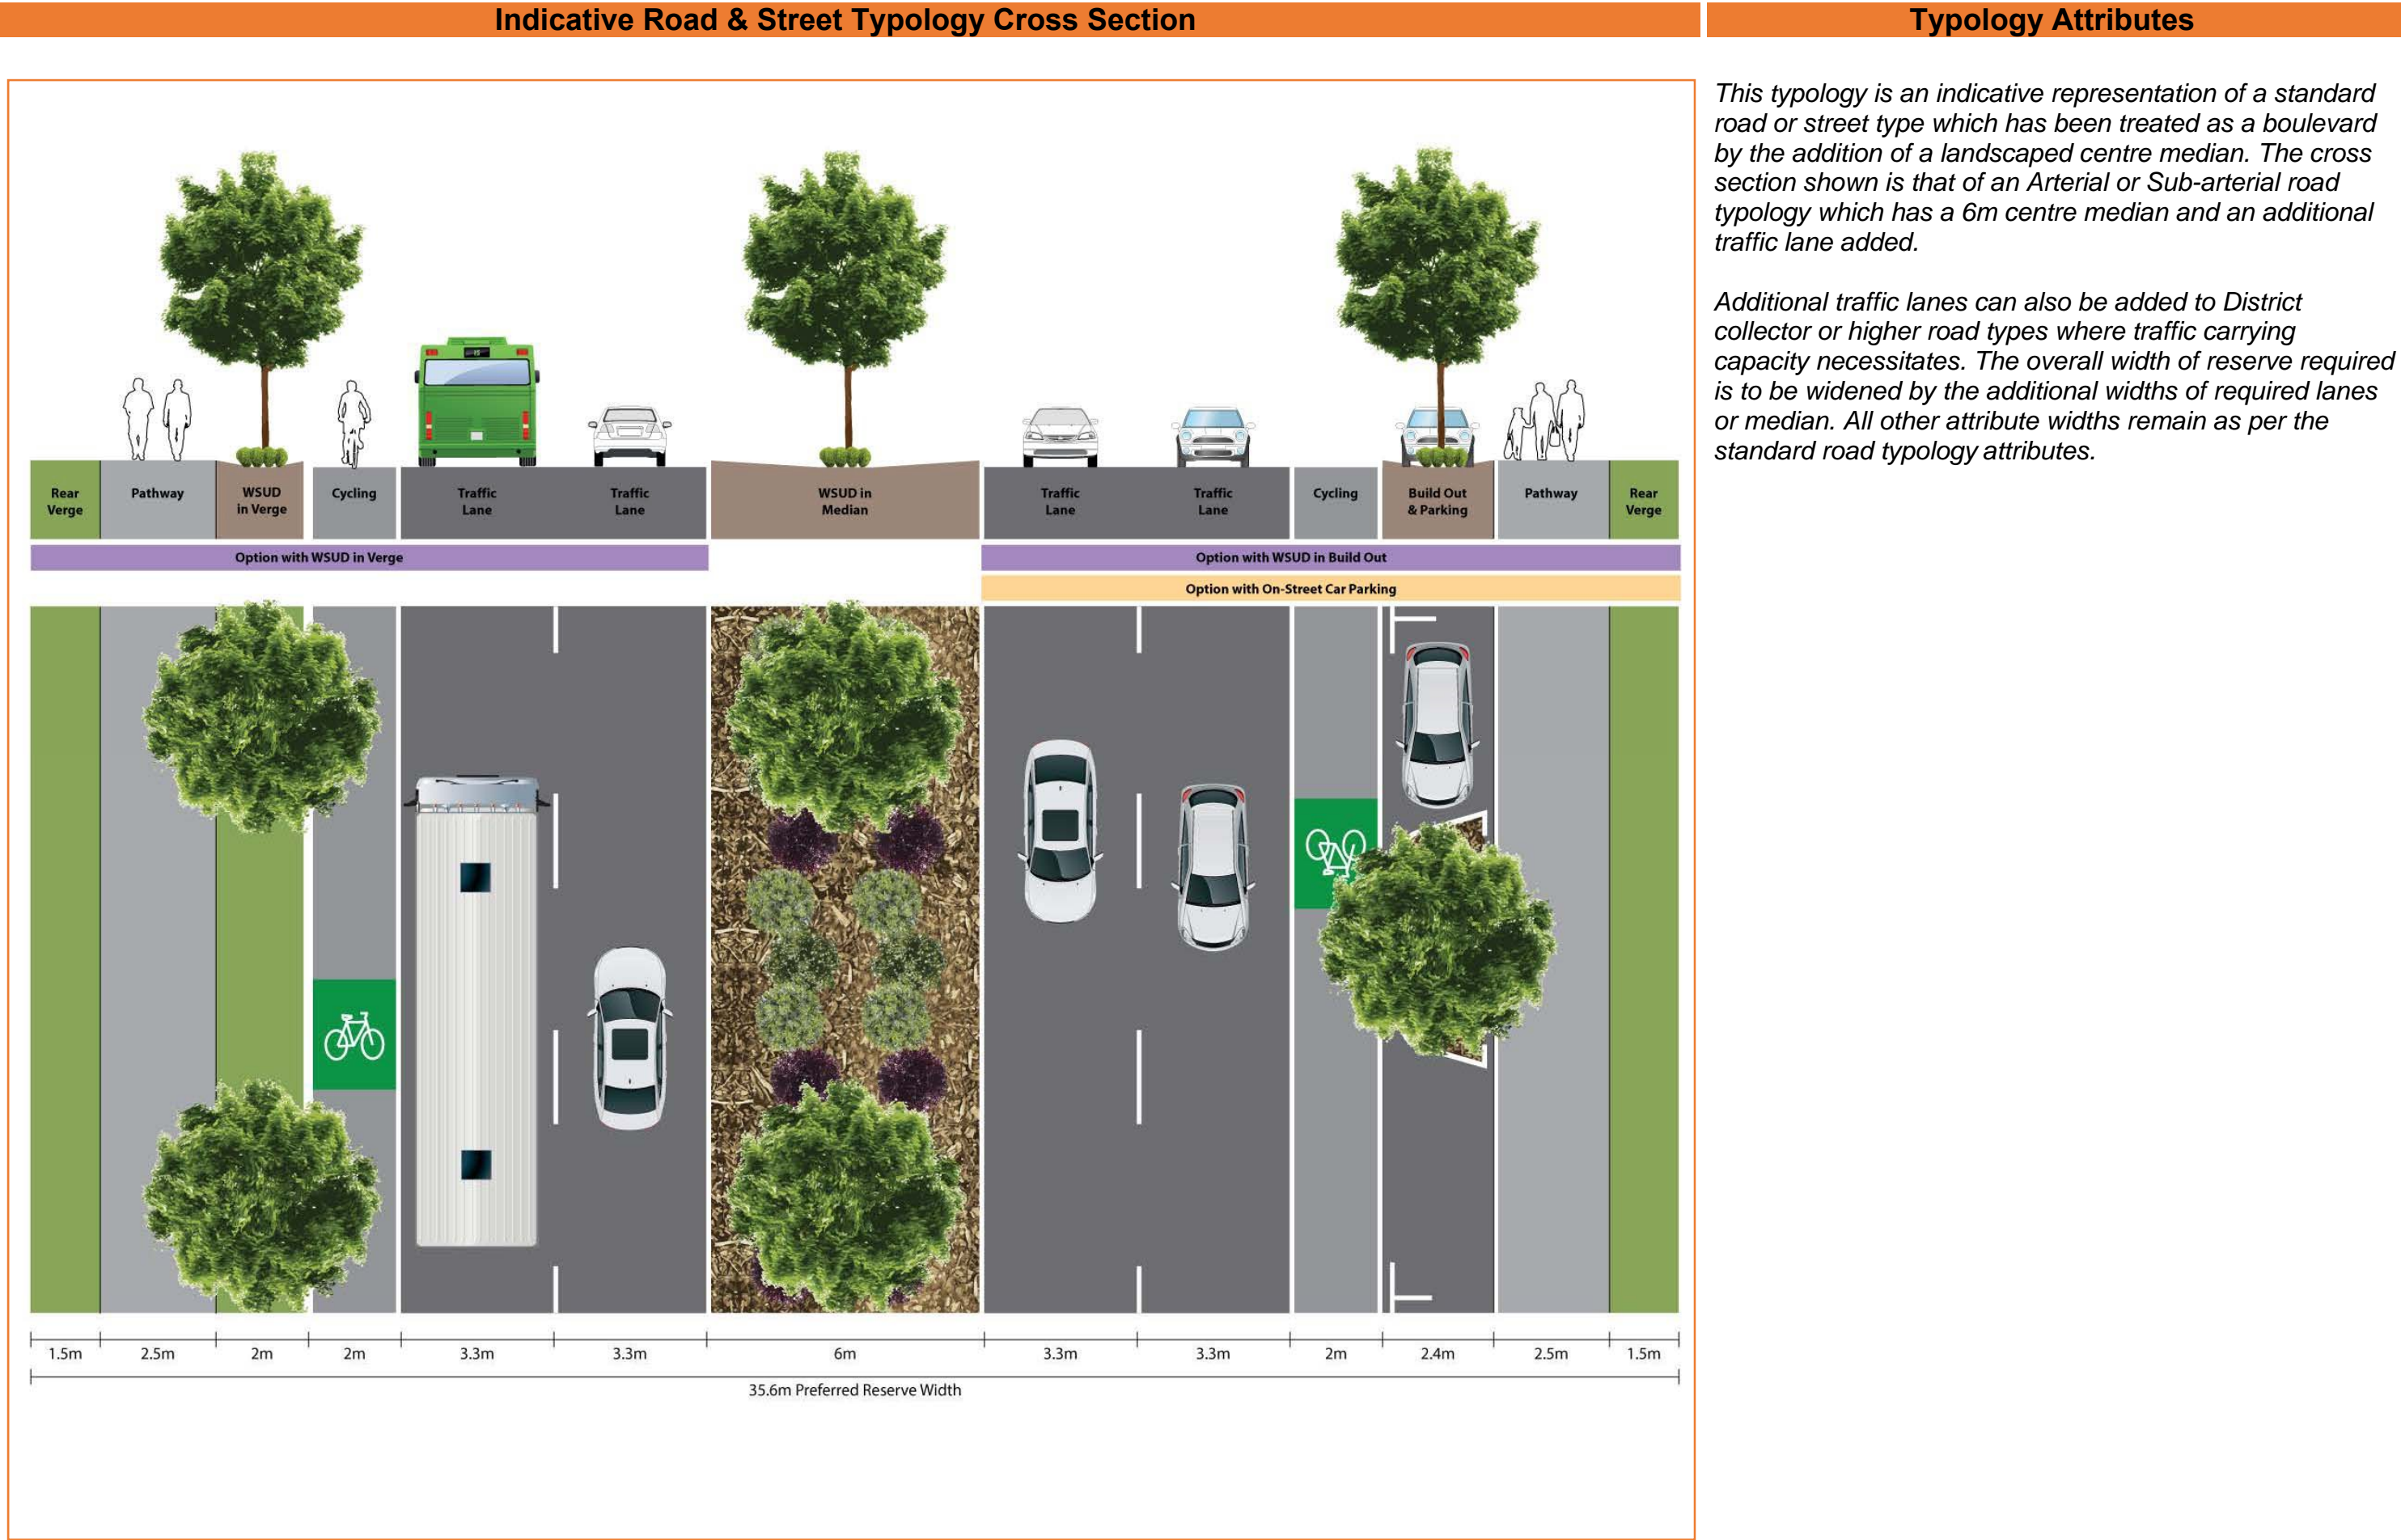 Indicative Road & Street Typology Cross Section
Typology Attributes
This typology is an indicative representation of a standard
road or street type which has been treated as a boulevard
by the addition of a landscaped centre median. The cross
section shown is that of an Arterial or Sub-arterial road
typology which has a 6m centre median and an additional
traffic lane added.
Additional traffic lanes can also be added to District
collector or higher road types where traffic carrying
capacity necessitates. The overall width of reserve required
is to be widened by the additional widths of required lanes
or median. All other attribute widths remain as per the
standard road typology attributes.
Rear
Verge
Pathway
WSUD
in Verge
Cycling
Traffic
Lane
Traffic
Lane
WSUD in
Median
Traffic
Lane
Traffic
Lane
Cycling
Build Out
& Parking
Pathway
Rear
Verge
Option with WSUD in Verge
Option with WSUD in Build Out
Option with On-Street Car Parking
1.5m 2.5m 2m 2m 3.3m 3.3m 6m 3.3m 3.3m 2m 2.4m 2.5m 1.5m
35.6m Preferred Reserve Width